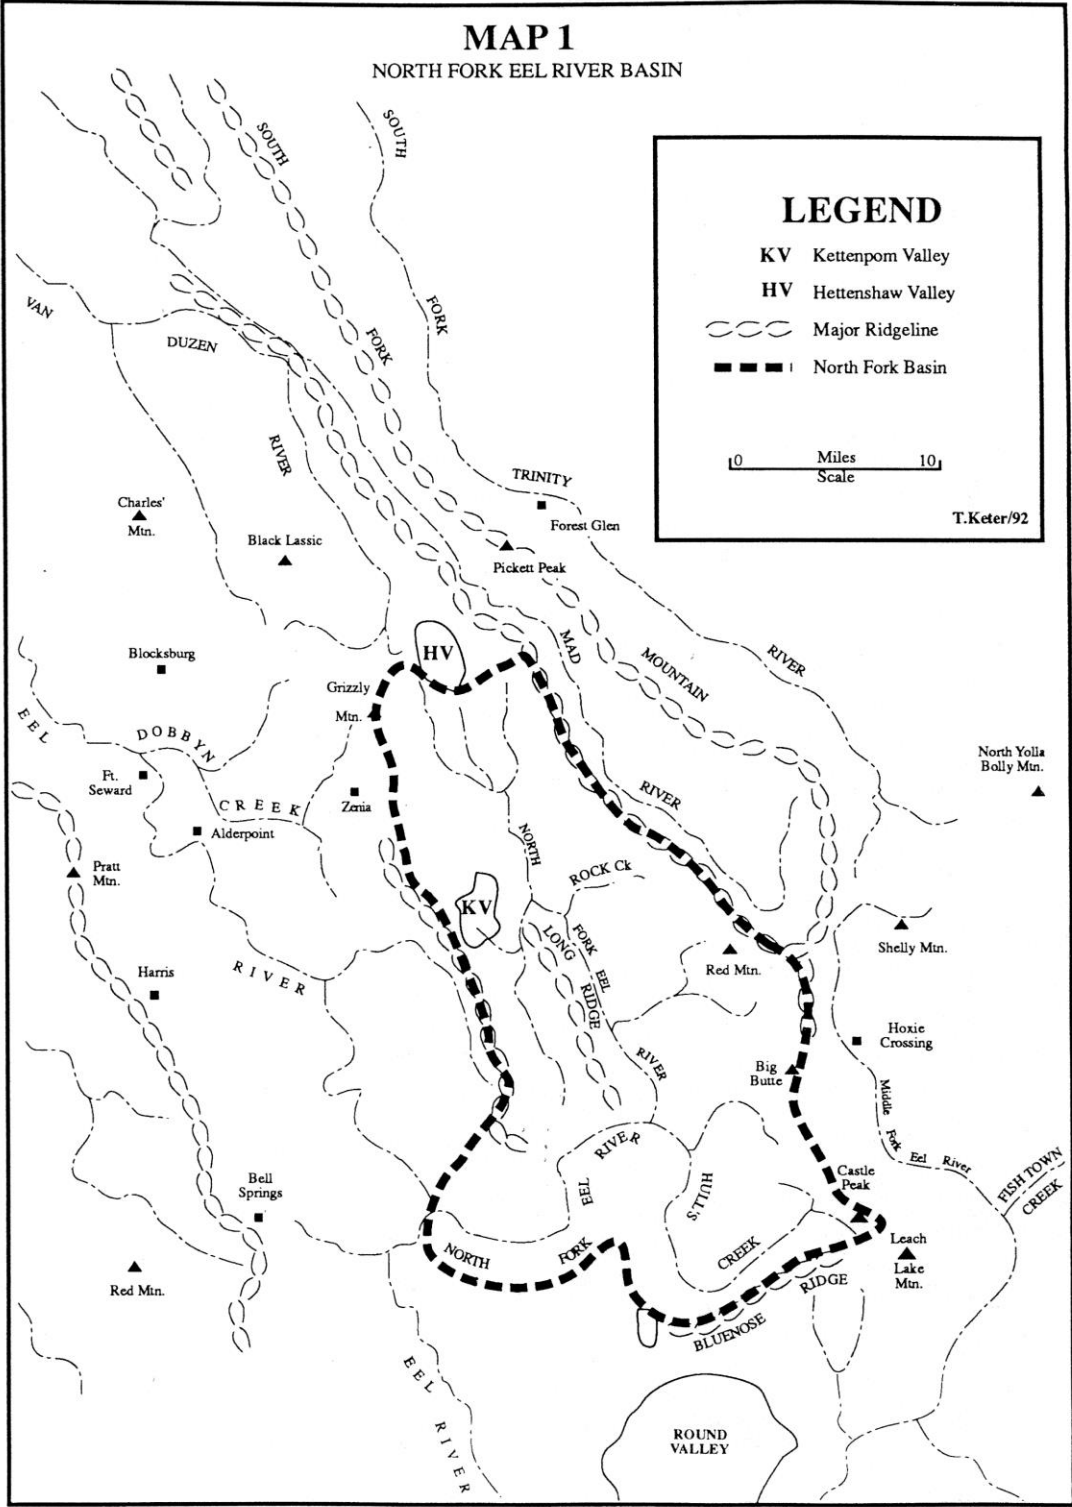 MAP 1
NORTH FORK EEL RIVER BASIN
LEGEND
KV Kettenpom Valley
HV Hettenshaw Valley
Major Ridgeline
North Fork Basin
0 Miles 10
Scale
T.Keter/92
SOUTH
FORK
MOUNTAIN
SOUTH
FORK
TRINITY
RIVER
VAN
DUZEN
RIVER
Charles'
Mtn.
Black Lassic
Forest Glen
Pickett Peak
MAD
RIVER
HV
Blocksburg
Grizzly
Mtn.
EEL
DOBBYN
CREEK
Ft.
Seward
Zenia
Alderpoint
North Yolla
Bolly Mtn.
Pratt
Mtn.
NORTH
FORK
EEL
RIVER
ROCK Ck
KV
LONG
RIDGE
Red Mtn.
Shelly Mtn.
Harris
RIVER
Hoxie
Crossing
Big
Butte
Middle
Fork
Eel
River
FISH TOWN
CREEK
Castle
Peak
Bell
Springs
NORTH
FORK
EEL
RIVER
HULL'S
CREEK
Leach
Lake
Mtn.
Red Mtn.
BLUENOSE
RIDGE
EEL
RIVER
ROUND
VALLEY